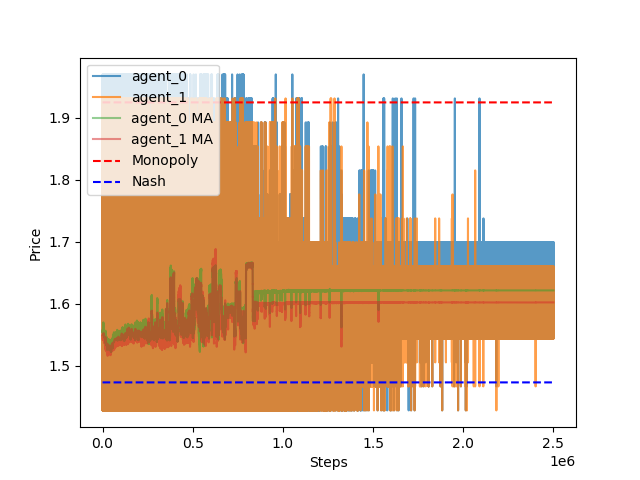 agent_0
agent_1
agent_0 MA
agent_1 MA
Monopoly
Nash
1.9
1.8
1.7
1.6
1.5
Price
0.0 0.5 1.0 1.5 2.0 2.5
Steps
1e6